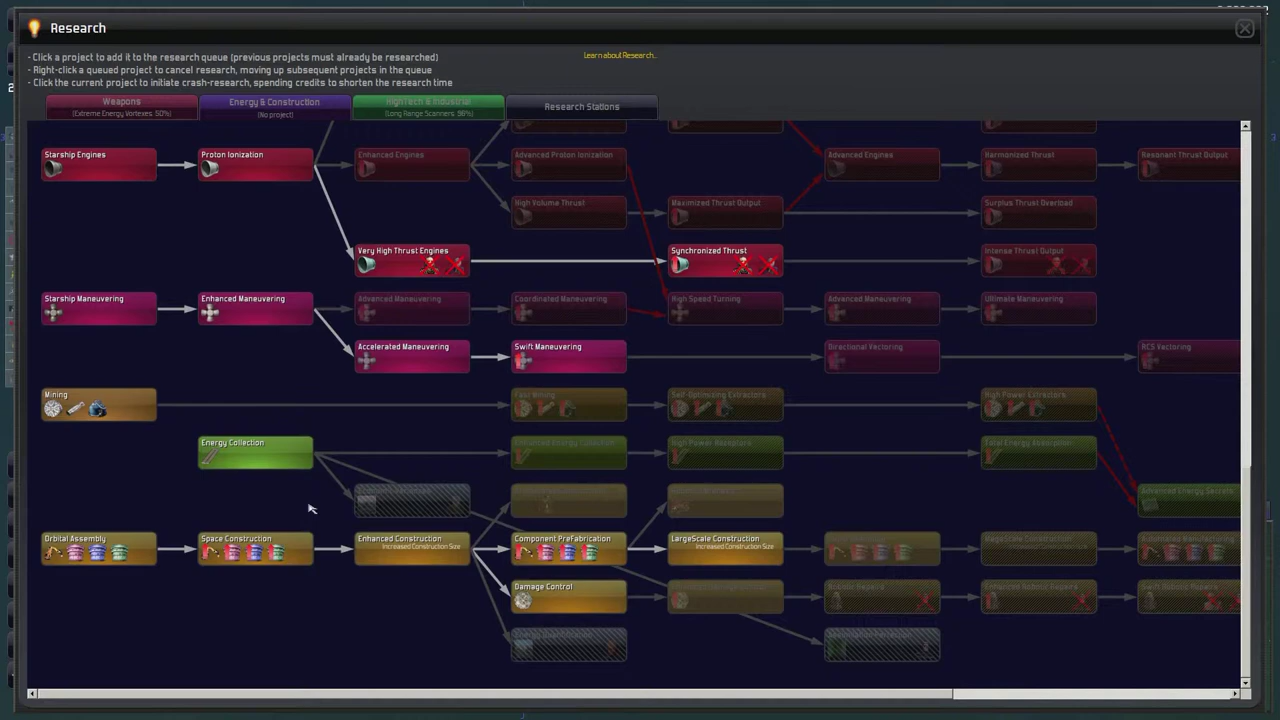 Research
- Click a project to add it to the research queue (previous projects must already be researched)
Learn about Research...
- Right-click a queued project to cancel research, moving up subsequent projects in the queue
- Click the current project to initiate crash-research, spending credits to shorten the research time
Weapons
(Extreme Energy Vortexes: 50%)
Energy & Construction
(No project)
HighTech & Industrial
(Long Range Scanners: 96%)
Research Stations
Starship Engines
Proton Ionization
Enhanced Engines
Advanced Proton Ionization
Advanced Engines
Harmonized Thrust
Resonant Thrust Output
High Volume Thrust
Maximized Thrust Output
Surplus Thrust Overload
Very High Thrust Engines
Synchronized Thrust
Intense Thrust Output
Starship Maneuvering
Enhanced Maneuvering
Advanced Maneuvering
Coordinated Maneuvering
High Speed Turning
Advanced Maneuvering
Ultimate Maneuvering
Accelerated Maneuvering
Swift Maneuvering
Directional Vectoring
RCS Vectoring
Mining
Fast Mining
Self-Optimizing Extractors
High Power Extractors
Energy Collection
Enhanced Energy Collection
High Power Receptors
Total Energy Absorption
Advanced Energy Secrets
Orbital Assembly
Space Construction
Enhanced Construction
Increased Construction Size
Component PreFabrication
LargeScale Construction
Increased Construction Size
MegaScale Construction
Automated Manufacturing
Damage Control
Robotic Repairs
Enhanced Robotic Repairs
Swift Robotic Repairs